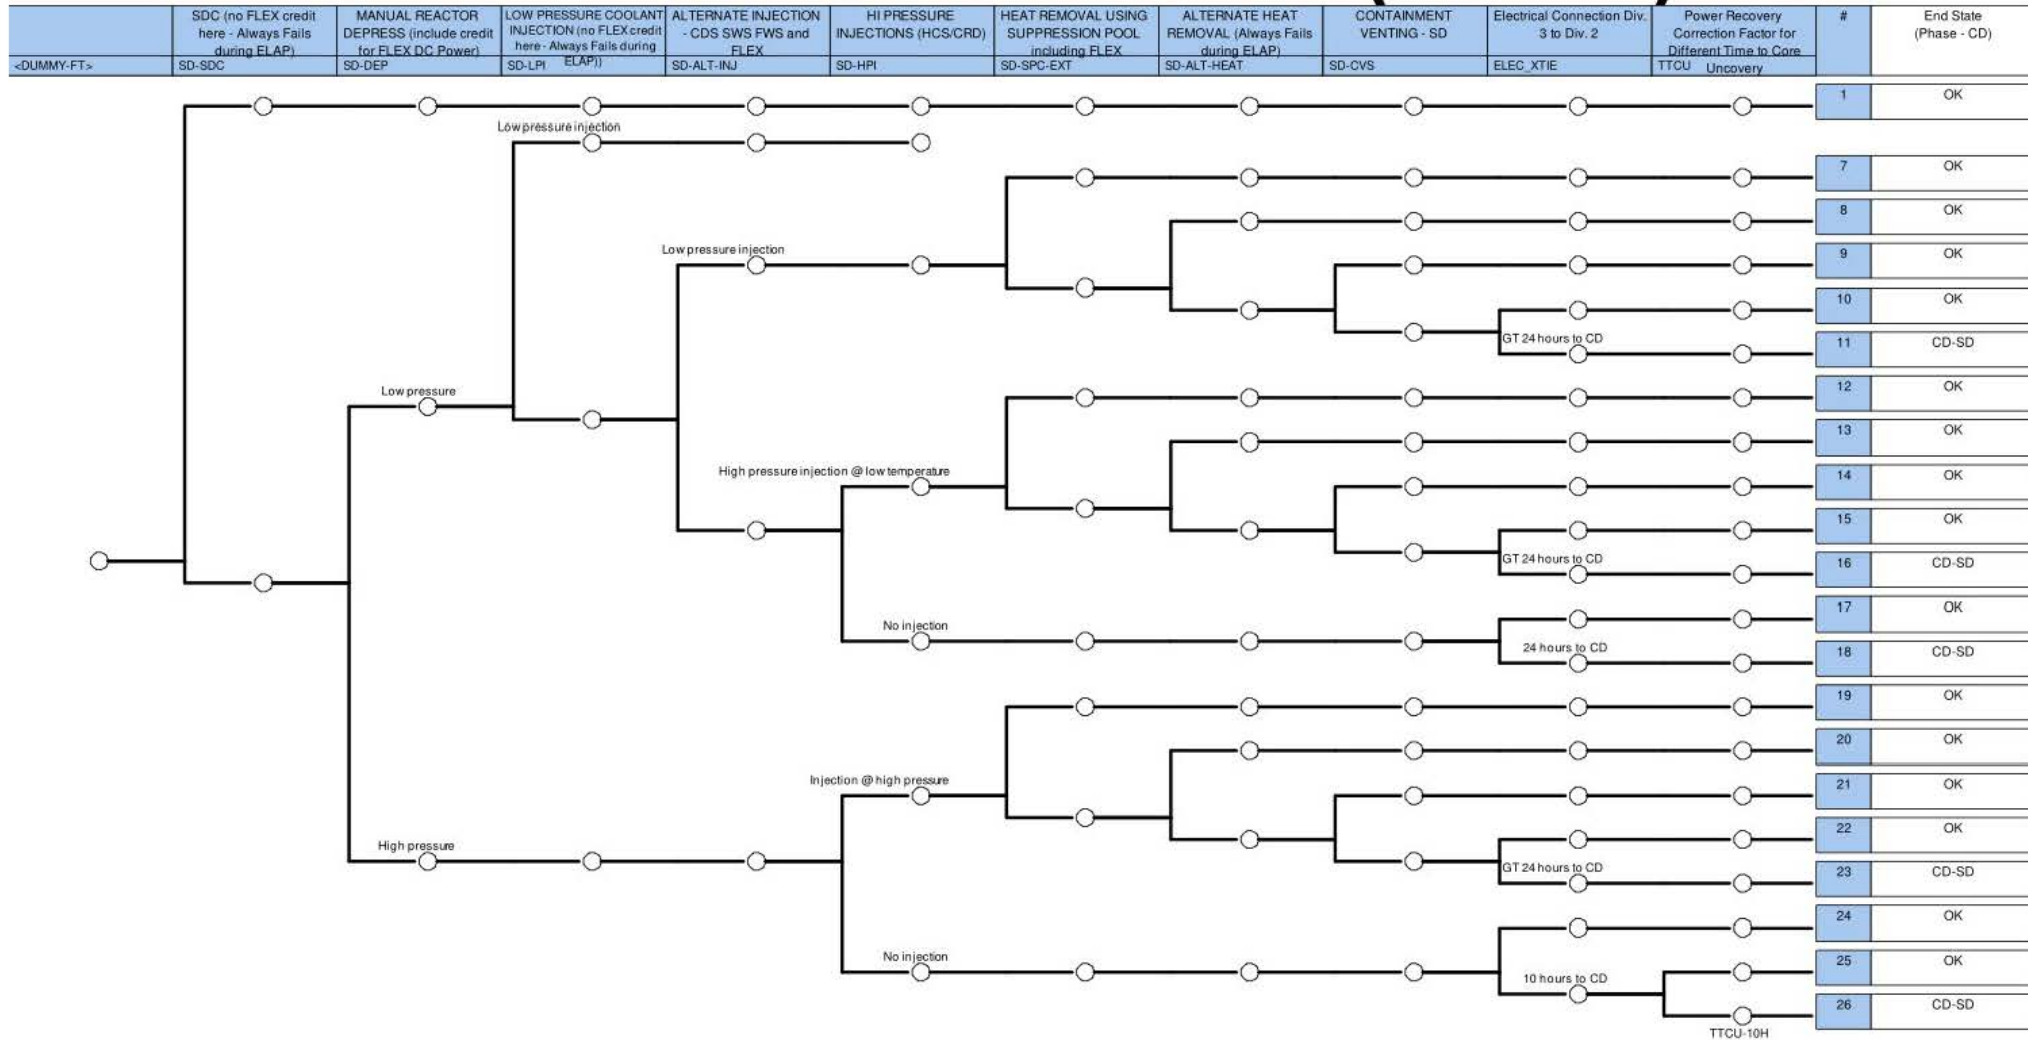 SDC (no FLEX credit
here - Always Fails
during ELAP)
MANUAL REACTOR
DEPRESS (include credit
for FLEX DC Power)
LOW PRESSURE COOLANT
INJECTION (no FLEX credit
here - Always Fails during
ELAP))
ALTERNATE INJECTION
- CDS SWS FWS and
FLEX
HI PRESSURE
INJECTIONS (HCS/CRD)
HEAT REMOVAL USING
SUPPRESSION POOL
including FLEX
ALTERNATE HEAT
REMOVAL (Always Fails
during ELAP)
CONTAINMENT
VENTING - SD
Electrical Connection Div.
3 to Div. 2
Power Recovery
Correction Factor for
Different Time to Core
Uncovery
#
End State
(Phase - CD)
<DUMMY-FT>
SD-SDC
SD-DEP
SD-LPI
SD-ALT-INJ
SD-HPI
SD-SPC-EXT
SD-ALT-HEAT
SD-CVS
ELEC_XTIE
TTCU
1 OK
Low pressure injection
7 OK
8 OK
Low pressure injection
9 OK
10 OK
GT 24 hours to CD
11 CD-SD
12 OK
Low pressure
13 OK
High pressure injection @ low temperature
14 OK
15 OK
GT 24 hours to CD
16 CD-SD
17 OK
No injection
24 hours to CD
18 CD-SD
19 OK
20 OK
Injection @ high pressure
21 OK
22 OK
High pressure
GT 24 hours to CD
23 CD-SD
24 OK
No injection
25 OK
10 hours to CD
26 CD-SD
TTCU-10H